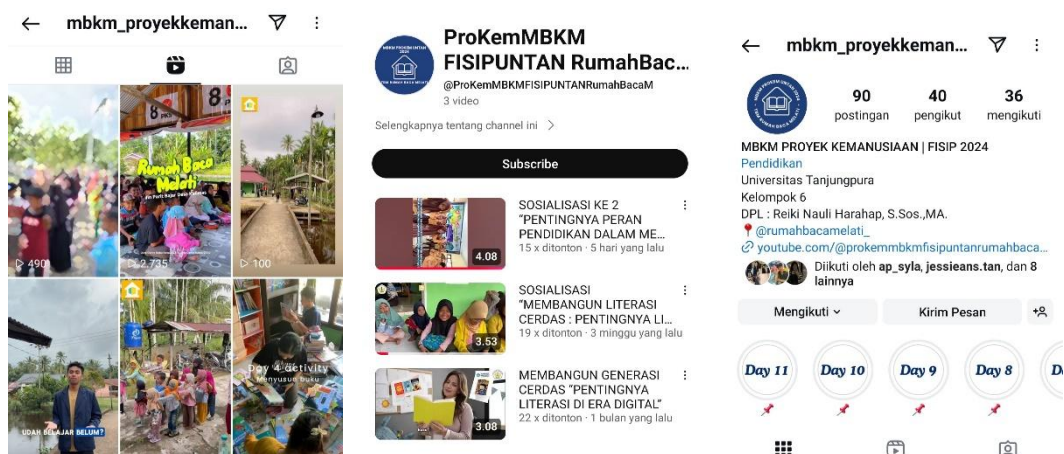 mbkm_proyekkeman...
8
8
PKK
Rumah Baca
Melati
490
2.735
100
UDAH BELAJAR BELUM?
Day 4 activity
Menyusun buku
ProKemMBKM
FISIPUNTAN RumahBac...
@ProKemMBKMFISIPUNTANRumahBacaM
3 video
Selengkapnya tentang channel ini
Subscribe
SOSIALISASI KE 2
"PENTINGNYA PERAN
PENDIDIKAN DALAM ME...
15 x ditonton · 5 hari yang lalu
4.08
SOSIALISASI
"MEMBANGUN LITERASI
CERDAS : PENTINGNYA LI...
19 x ditonton · 3 minggu yang lalu
3.53
MEMBANGUN GENERASI
CERDAS "PENTINGNYA
LITERASI DI ERA DIGITAL"
22 x ditonton · 1 bulan yang lalu
3.08
mbkm_proyekkeman...
90
40
36
postingan
pengikut
mengikuti
MBKM PROYEK KEMANUSIAAN | FISIP 2024
Pendidikan
Universitas Tanjungpura
Kelompok 6
DPL : Reiki Nauli Harahap, S.Sos.,MA.
@rumahbacamelati_
youtube.com/@prokemmbkmfisipuntanrumahbaca...
Diikuti oleh ap_syla, jessieans.tan, dan 8
lainnya
Mengikuti
Kirim Pesan
Day 11
Day 10
Day 9
Day 8